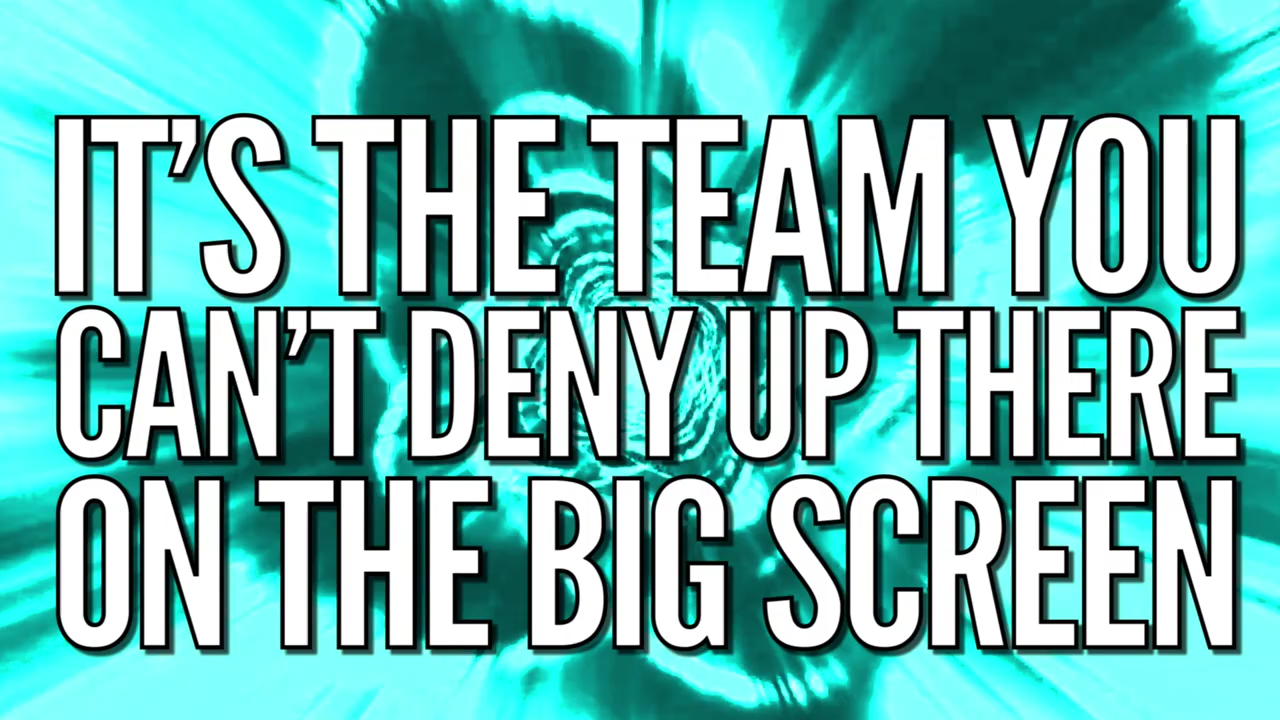 IT’S THE TEAM YOU
CAN’T DENY UP THERE
ON THE BIG SCREEN